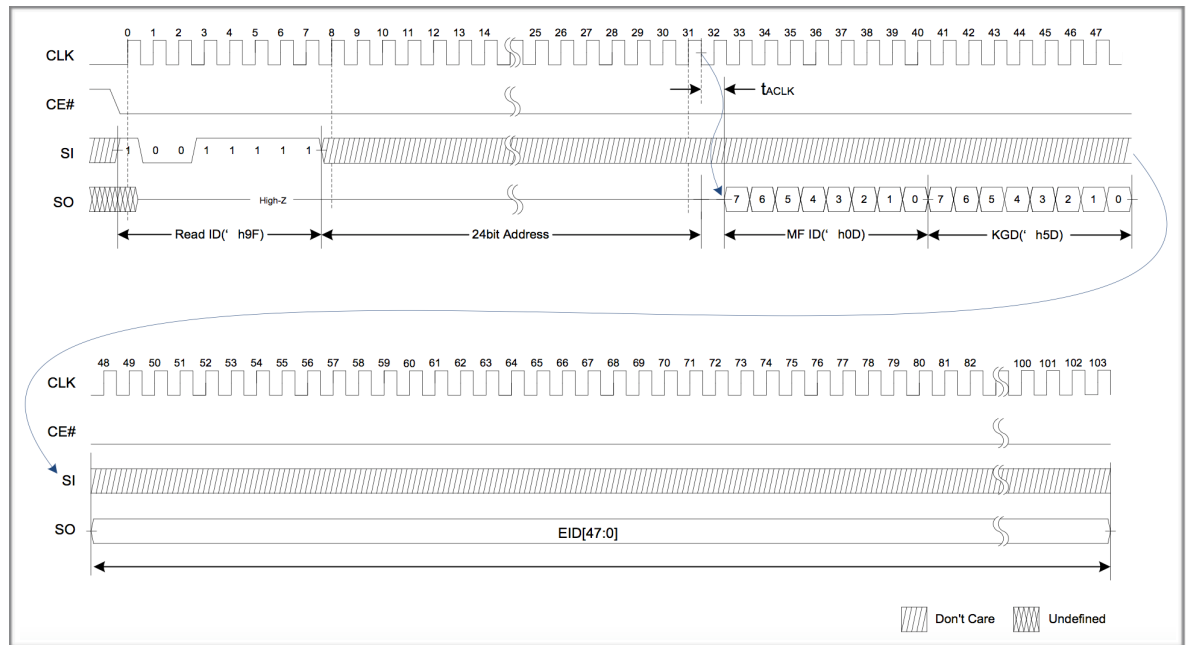 0 1 2 3 4 5 6 7 8 9 10 11 12 13 14 25 26 27 28 29 30 31 32 33 34 35 36 37 38 39 40 41 42 43 44 45 46 47
CLK
tACLK
CE#
SI 1 0 0 1 1 1 1 1
SO High-Z 7 6 5 4 3 2 1 0 7 6 5 4 3 2 1 0
Read ID(‘ h9F) 24bit Address MF ID(‘ h0D) KGD(‘ h5D)
48 49 50 51 52 53 54 55 56 57 58 59 60 61 62 63 64 65 66 67 68 69 70 71 72 73 74 75 76 77 78 79 80 81 82 100 101 102 103
CLK
CE#
SI
SO EID[47:0]
Don't Care Undefined